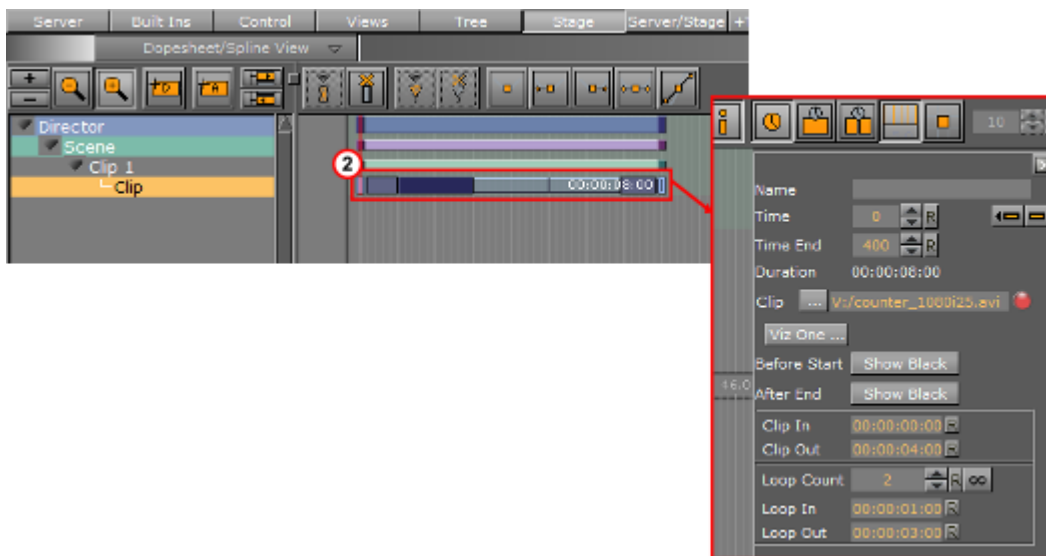 Server Built Ins Control Views Tree Stage Server/Stage
Dopesheet/Spline View
Director
Scene
Clip 1
Clip
2
00:00:08:00
10
Name
Time 0 R
Time End 400 R
Duration 00:00:08:00
Clip ... V:/counter_1080i25.avi
Viz One ...
Before Start Show Black
After End Show Black
Clip In 00:00:00:00 R
Clip Out 00:00:04:00 R
Loop Count 2 R ∞
Loop In 00:00:01:00 R
Loop Out 00:00:03:00 R